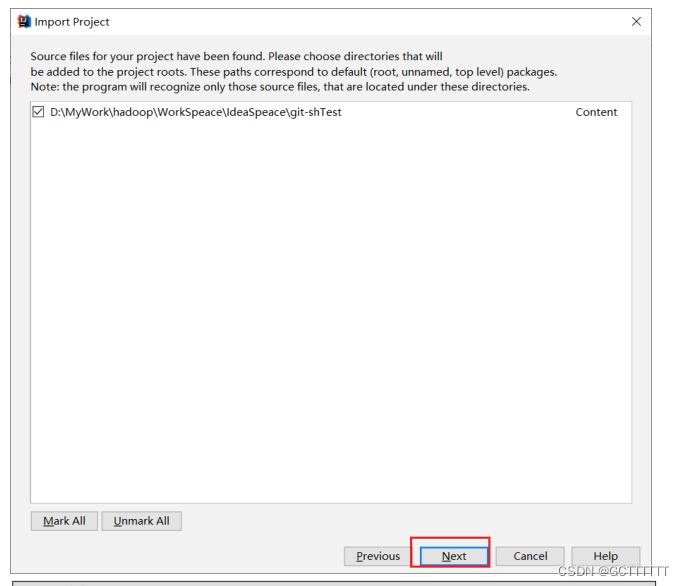 Import Project
Source files for your project have been found. Please choose directories that will
be added to the project roots. These paths correspond to default (root, unnamed, top level) packages.
Note: the program will recognize only those source files, that are located under these directories.
D:\MyWork\hadoop\WorkSpeace\IdeaSpeace\git-shTest Content
Mark All Unmark All
Previous Next Cancel Help
CSDN @GCTTTTTT